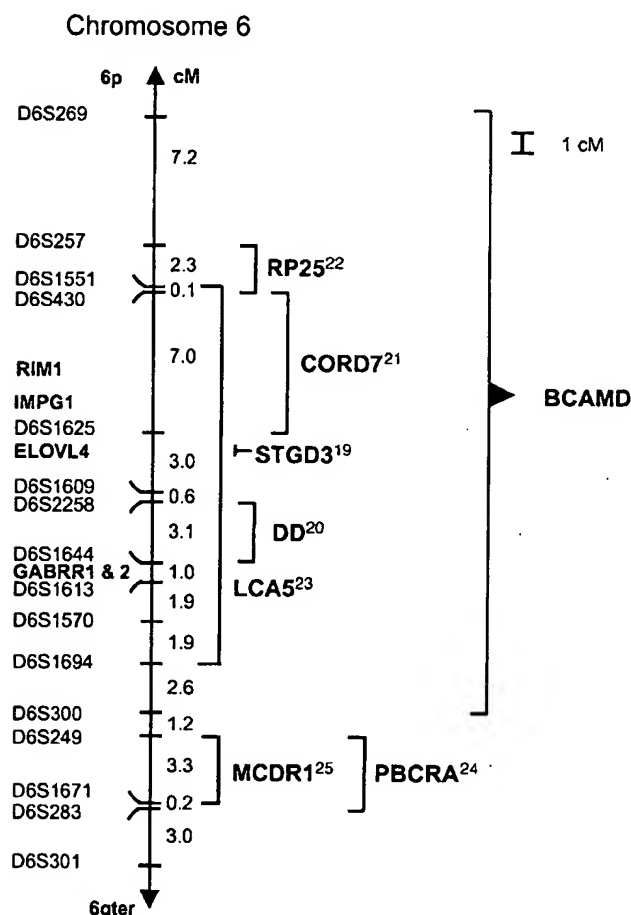 Chromosome 6
6p cM
D6S269
1 cM
7.2
D6S257
2.3 RP25²²
D6S1551
0.1
D6S430
7.0 CORD7²¹
RIM1
IMPG1 BCAMD
D6S1625
ELOVL4 3.0 STGD3¹⁹
D6S1609
0.6
D6S2258
3.1 DD²⁰
D6S1644
GABRR1 & 2 1.0
D6S1613 LCA5²³
1.9
D6S1570
1.9
D6S1694
2.6
D6S300
1.2
D6S249
3.3 MCDR1²⁵ PBCRA²⁴
D6S1671
0.2
D6S283
3.0
D6S301
6qter